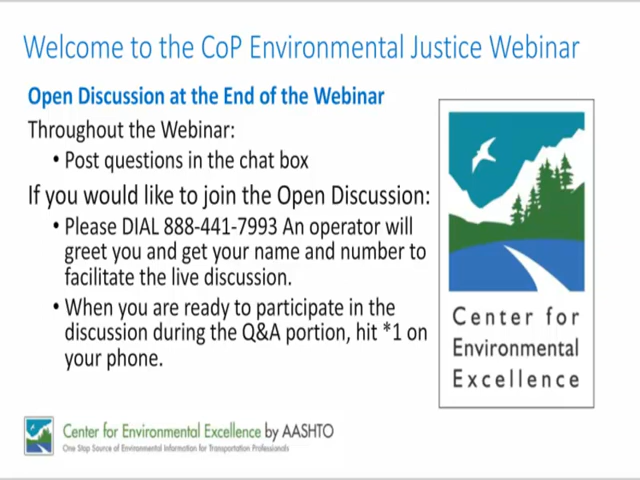 Welcome to the CoP Environmental Justice Webinar
Open Discussion at the End of the Webinar
Throughout the Webinar:
• Post questions in the chat box
If you would like to join the Open Discussion:
• Please DIAL 888-441-7993 An operator will
greet you and get your name and number to
facilitate the live discussion.
• When you are ready to participate in the
discussion during the Q&A portion, hit *1 on
your phone.
Center for
Environmental
Excellence
Center for Environmental Excellence by AASHTO
One Stop Source of Environmental Information for Transportation Professionals